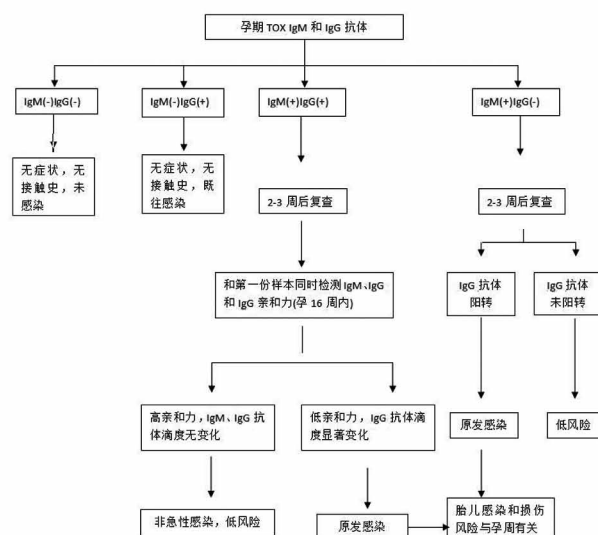 孕期 TOX IgM 和 IgG 抗体
IgM(-)IgG(-)
IgM(-)IgG(+)
IgM(+)IgG(+)
IgM(+)IgG(-)
无症状，无
接触史，未
感染
无症状，无
接触史，既
往感染
2-3 周后复查
2-3 周后复查
和第一份样本同时检测 IgM、IgG
和 IgG 亲和力(孕 16 周内)
IgG 抗体
阳转
IgG 抗体
未阳转
高亲和力，IgM、IgG 抗
体滴度无变化
低亲和力，IgG 抗体滴
度显著变化
原发感染
低风险
非急性感染，低风险
原发感染
胎儿感染和损伤
风险与孕周有关